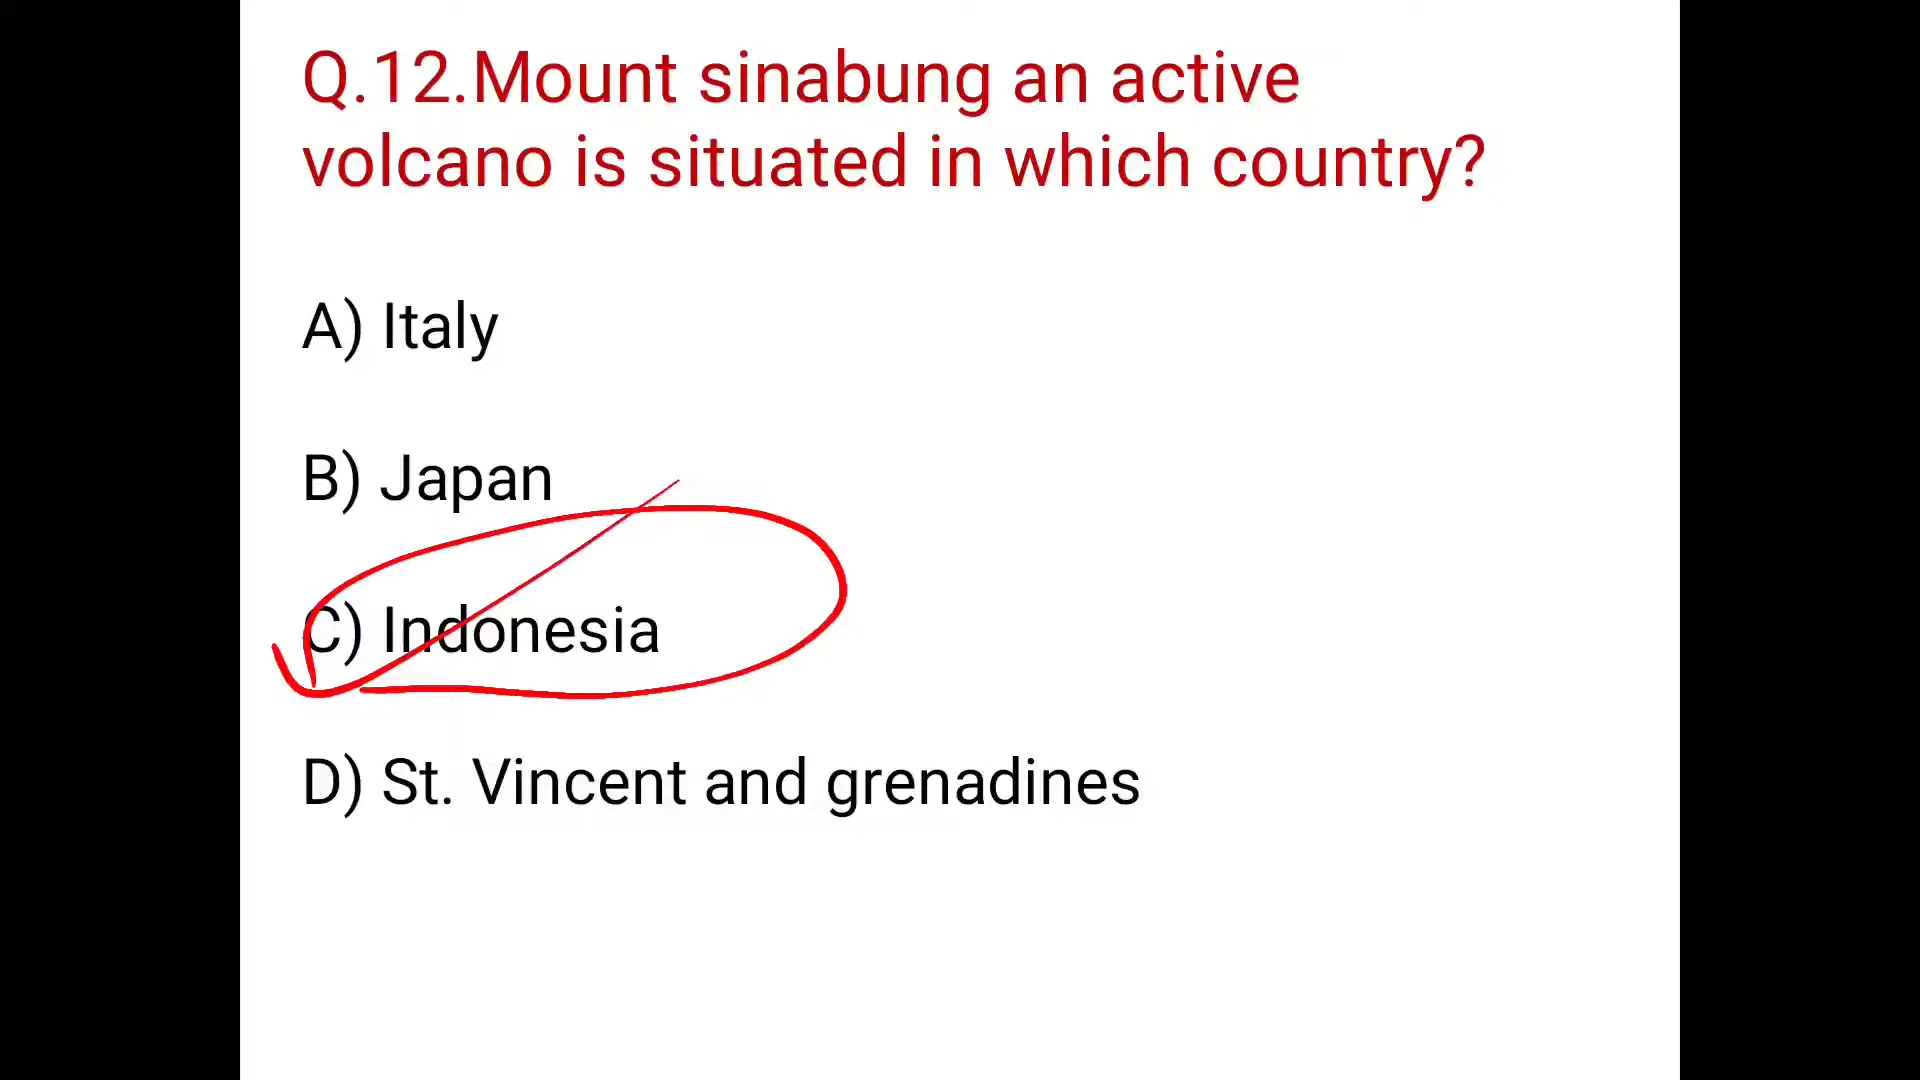 Q.12.Mount sinabung an active
volcano is situated in which country?
A) Italy
B) Japan
C) Indonesia
D) St. Vincent and grenadines